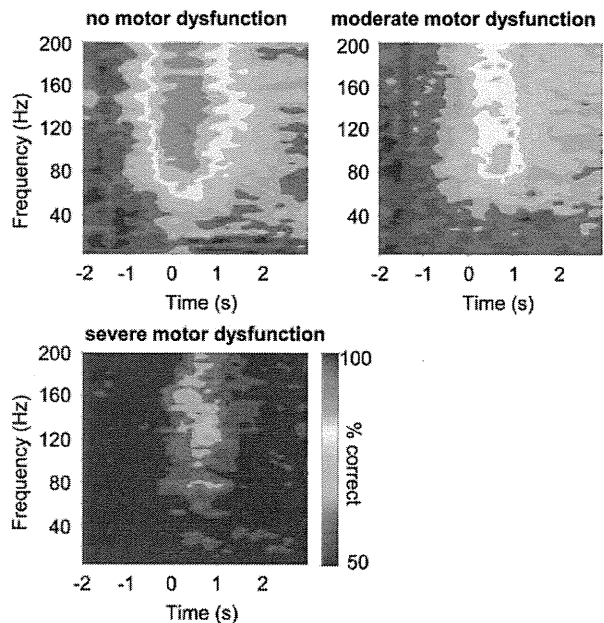 no motor dysfunction
moderate motor dysfunction
200
160
120
80
40
Frequency (Hz)
-2 -1 0 1 2
Time (s)
200
160
120
80
40
-2 -1 0 1 2
Time (s)
severe motor dysfunction
200
160
120
80
40
Frequency (Hz)
-2 -1 0 1 2
Time (s)
100
% correct
50